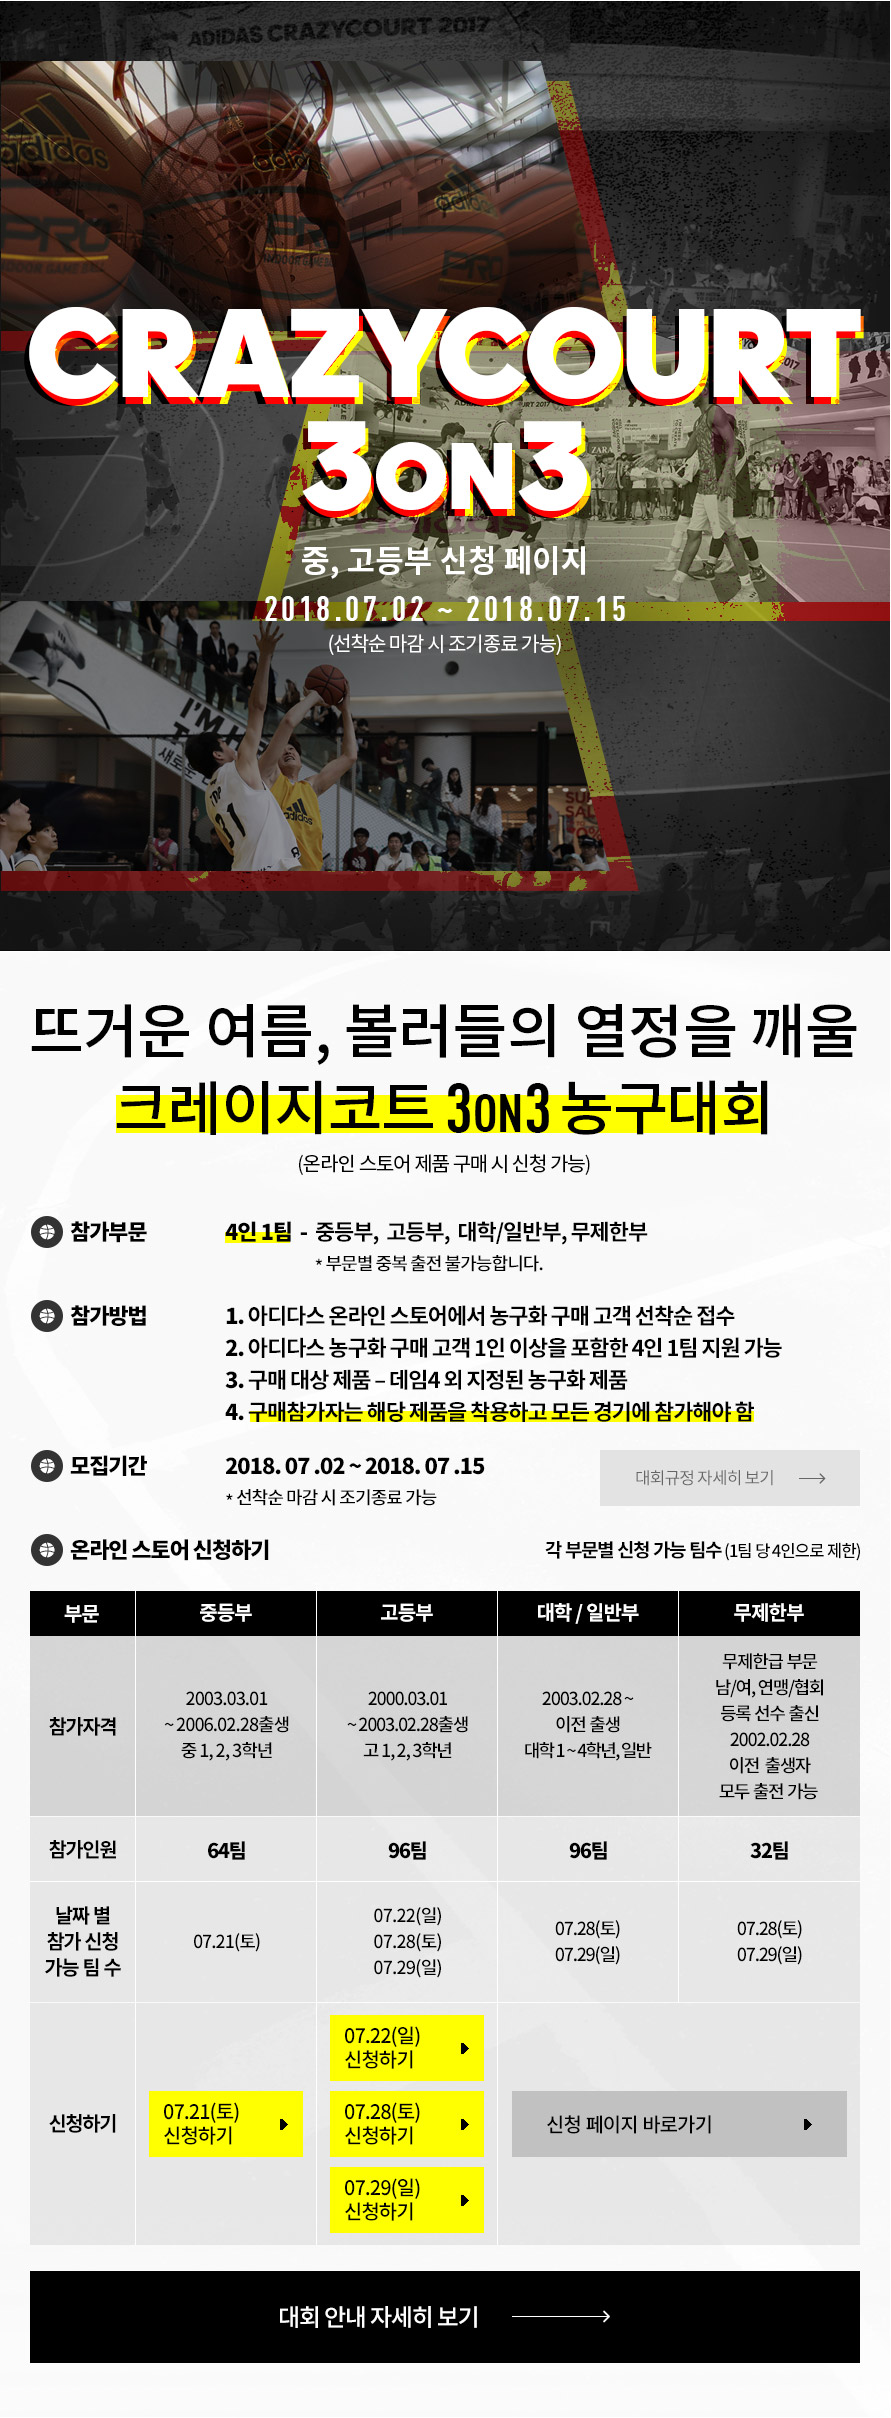 ADIDAS CRAZYCOURT 2017
adidas
adidas
adidas
PRO
PRO
PRO
INDOOR GAME BALL
CRAZYCOURT
3ON3
중, 고등부 신청 페이지
2018.07.02 ~ 2018.07.15
(선착순 마감 시 조기종료 가능)
ZARA
I'M
31
adidas
뜨거운 여름, 볼러들의 열정을 깨울
크레이지코트 3ON3 농구대회
(온라인 스토어 제품 구매 시 신청 가능)
참가부문
4인 1팀 - 중등부, 고등부, 대학/일반부, 무제한부
* 부문별 중복 출전 불가능합니다.
참가방법
1. 아디다스 온라인 스토어에서 농구화 구매 고객 선착순 접수
2. 아디다스 농구화 구매 고객 1인 이상을 포함한 4인 1팀 지원 가능
3. 구매 대상 제품 – 데임4 외 지정된 농구화 제품
4. 구매참가자는 해당 제품을 착용하고 모든 경기에 참가해야 함
모집기간
2018. 07 .02 ~ 2018. 07 .15
* 선착순 마감 시 조기종료 가능
대회규정 자세히 보기
온라인 스토어 신청하기
각 부문별 신청 가능 팀수 (1팀 당 4인으로 제한)
부문 중등부 고등부 대학 / 일반부 무제한부
참가자격
2003.03.01
~ 2006.02.28출생
중 1, 2, 3학년
2000.03.01
~ 2003.02.28출생
고 1, 2, 3학년
2003.02.28 ~
이전 출생
대학 1 ~ 4학년, 일반
무제한급 부문
남/여, 연맹/협회
등록 선수 출신
2002.02.28
이전 출생자
모두 출전 가능
참가인원 64팀 96팀 96팀 32팀
날짜 별
참가 신청
가능 팀 수
07.21(토)
07.22(일)
07.28(토)
07.29(일)
07.28(토)
07.29(일)
07.28(토)
07.29(일)
신청하기
07.21(토)
신청하기
07.22(일)
신청하기
07.28(토)
신청하기
07.29(일)
신청하기
신청 페이지 바로가기
대회 안내 자세히 보기